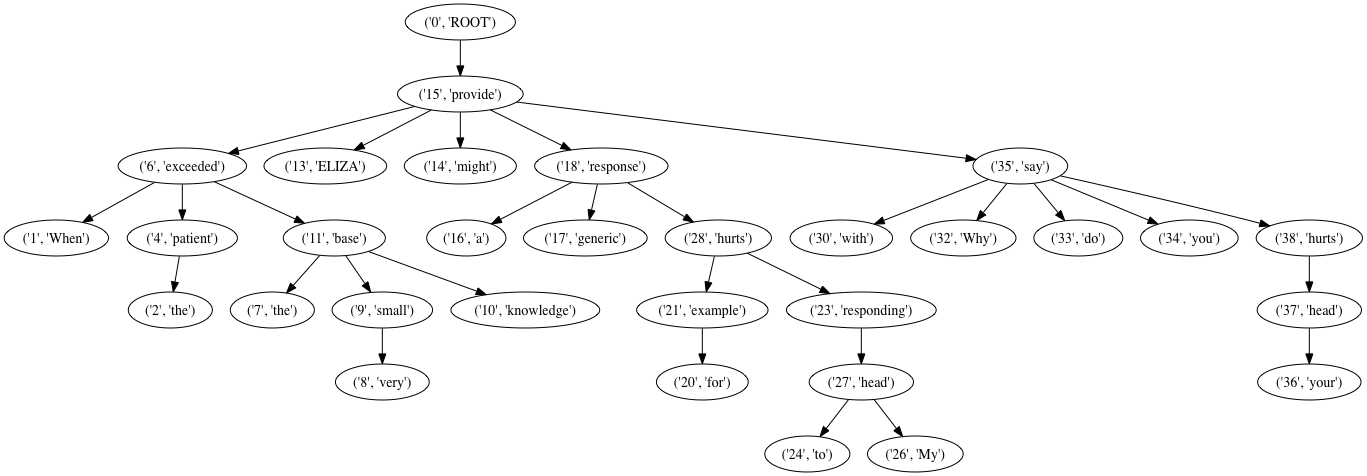 ('0', 'ROOT')
('15', 'provide')
('6', 'exceeded') ('13', 'ELIZA') ('14', 'might') ('18', 'response') ('35', 'say')
('1', 'When') ('4', 'patient') ('11', 'base') ('16', 'a') ('17', 'generic') ('28', 'hurts') ('30', 'with') ('32', 'Why') ('33', 'do') ('34', 'you') ('38', 'hurts')
('2', 'the') ('7', 'the') ('9', 'small') ('10', 'knowledge') ('21', 'example') ('23', 'responding') ('37', 'head')
('8', 'very') ('20', 'for') ('27', 'head') ('36', 'your')
('24', 'to') ('26', 'My')